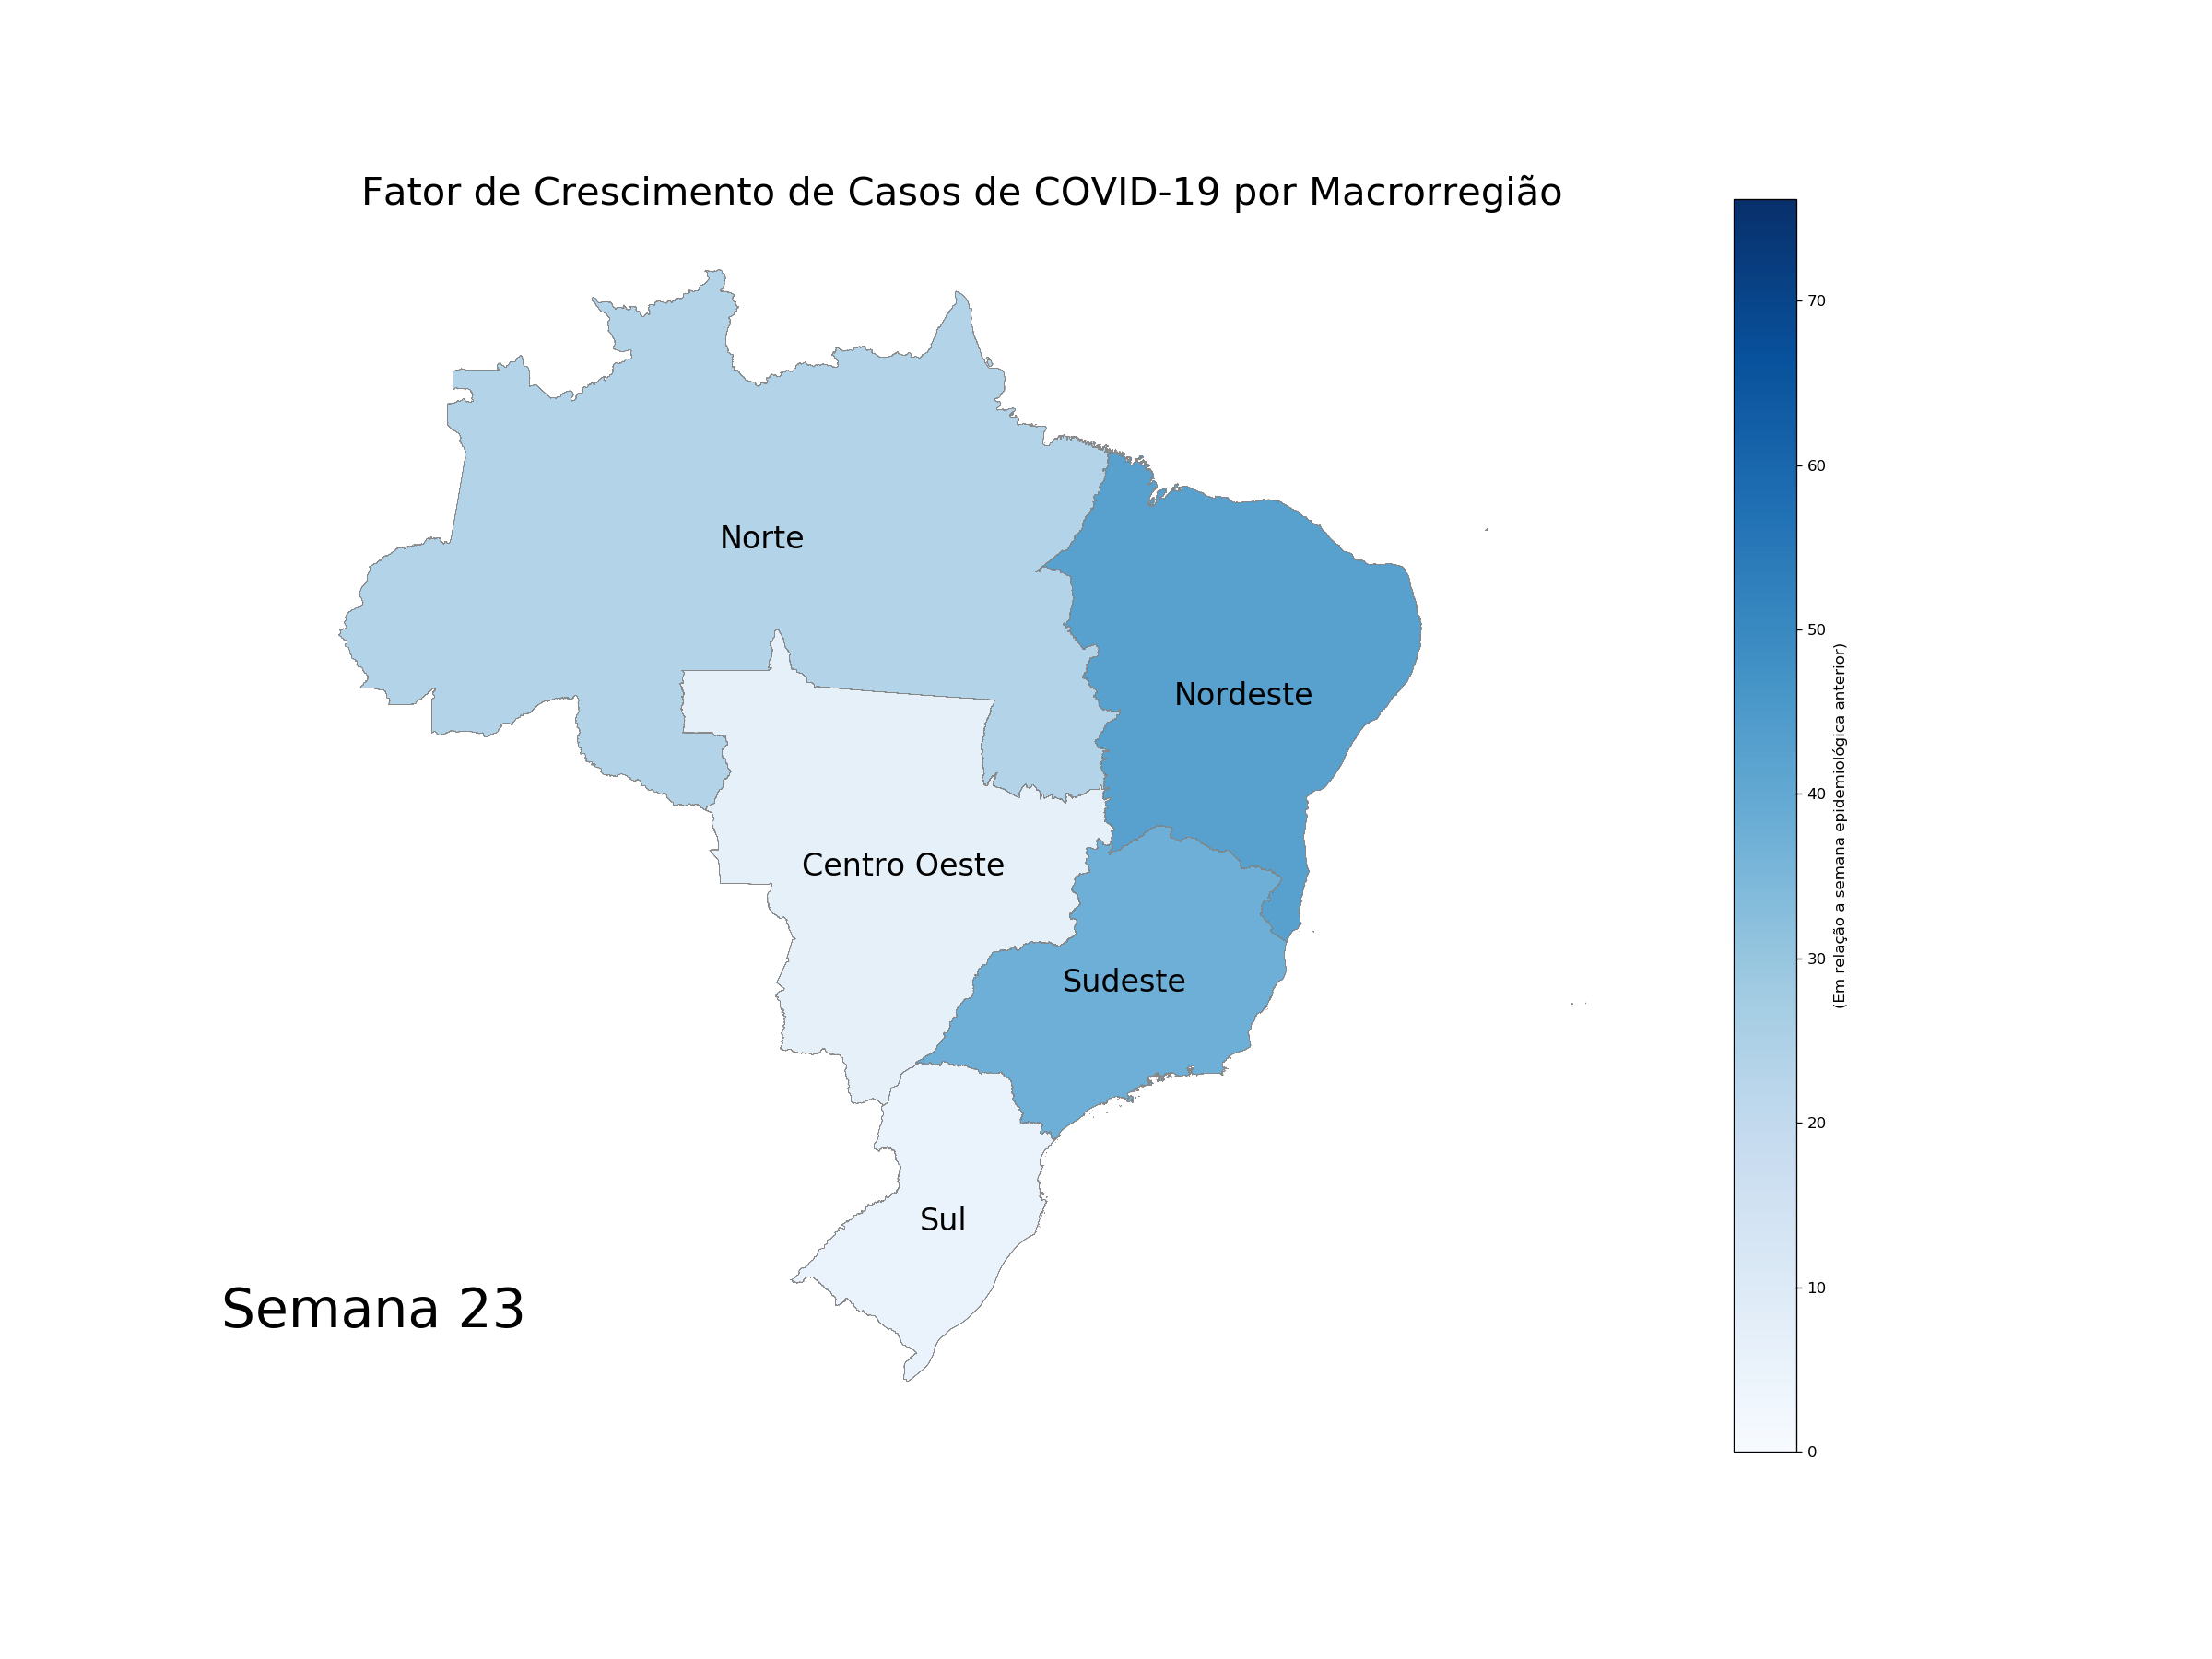 Fator de Crescimento de Casos de COVID-19 por Macrorregião
Norte
Nordeste
Centro Oeste
Sudeste
Sul
Semana 23
70
60
50
40
30
20
10
0
(Em relação a semana epidemiológica anterior)